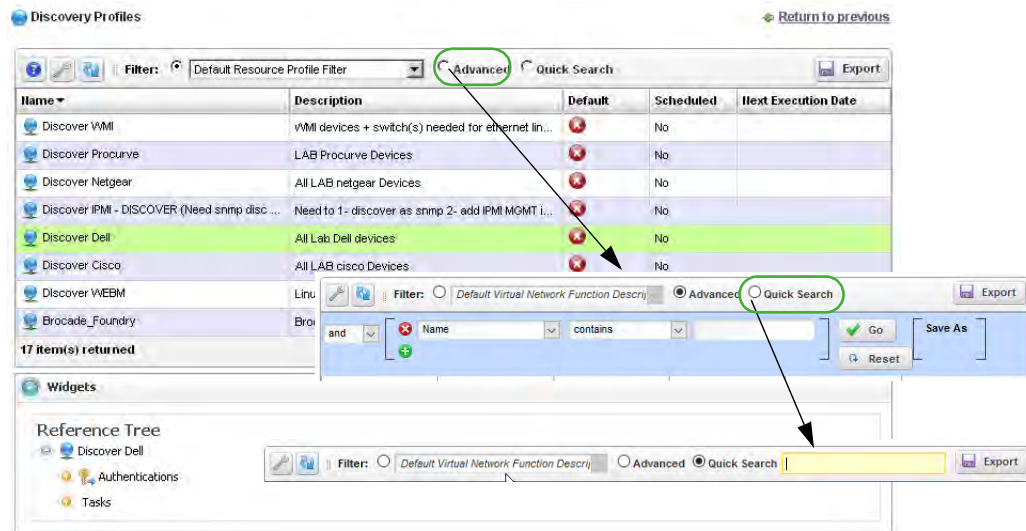 Discovery Profiles
Return to previous
Filter: Default Resource Profile Filter Advanced Quick Search Export
Name Description Default Scheduled Next Execution Date
Discover WMI WMI devices + switch(s) needed for ethernet lin... No
Discover Procurve LAB Procurve Devices No
Discover Netgear All LAB netgear Devices No
Discover IPMI - DISCOVER (Need snmp disc ... Need to 1- discover as snmp 2- add IPMI MGMT i... No
Discover Dell All Lab Dell devices No
Discover Cisco All LAB cisco Devices No
Discover WEBM Linu
Brocade_Foundry Bro
17 item(s) returned
Filter: Default Virtual Network Function Descrip Advanced Quick Search Export
and Name contains Go Save As
Reset
Widgets
Reference Tree
Discover Dell
Authentications
Tasks
Filter: Default Virtual Network Function Descrip Advanced Quick Search Export